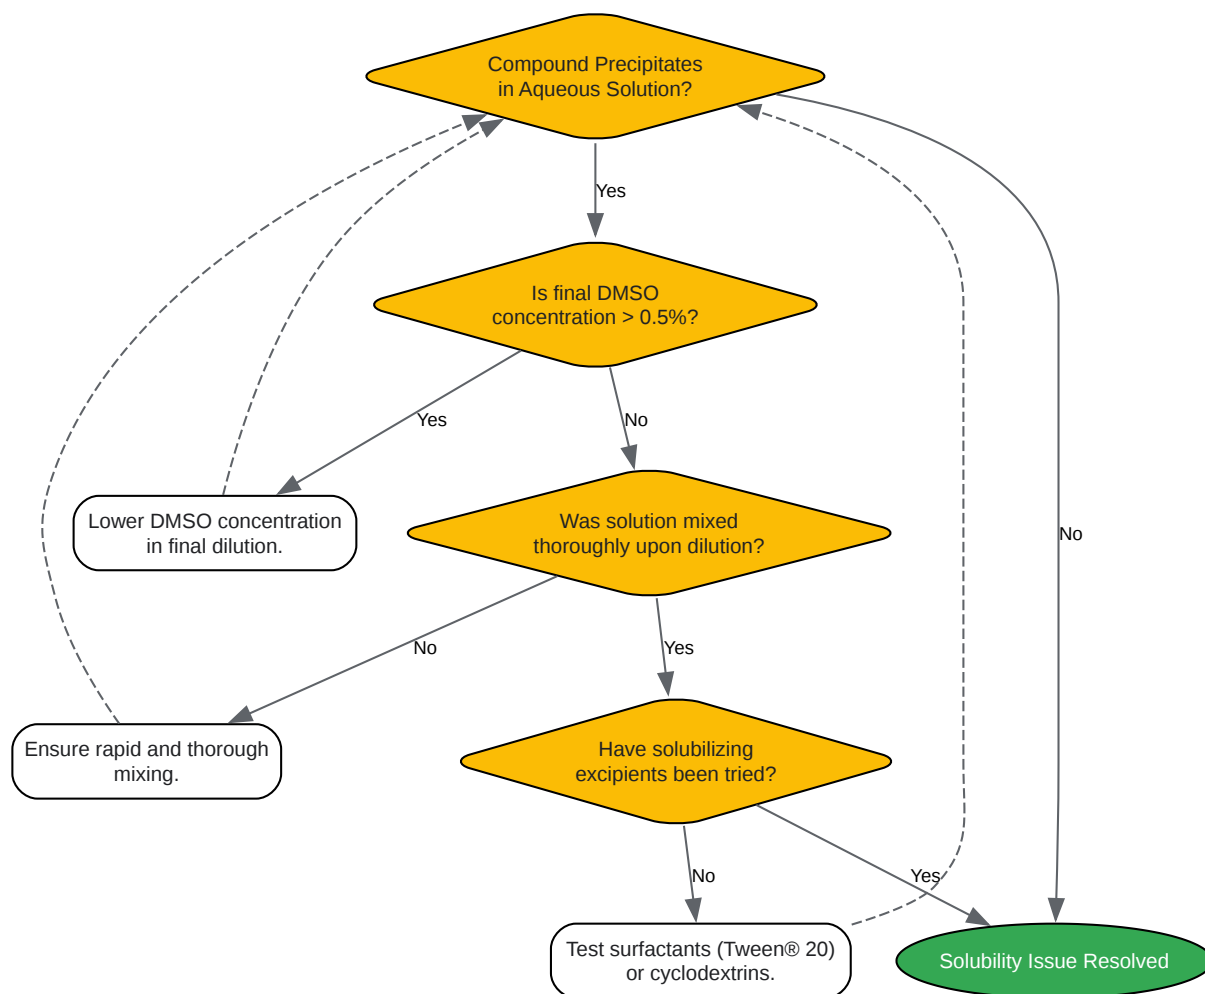 Compound Precipitates
in Aqueous Solution?
Yes
Is final DMSO
concentration > 0.5%?
Yes
No
Lower DMSO concentration
in final dilution.
Was solution mixed
thoroughly upon dilution?
No
No
Yes
Ensure rapid and thorough
mixing.
Have solubilizing
excipients been tried?
No
Yes
Test surfactants (Tween® 20)
or cyclodextrins.
Solubility Issue Resolved